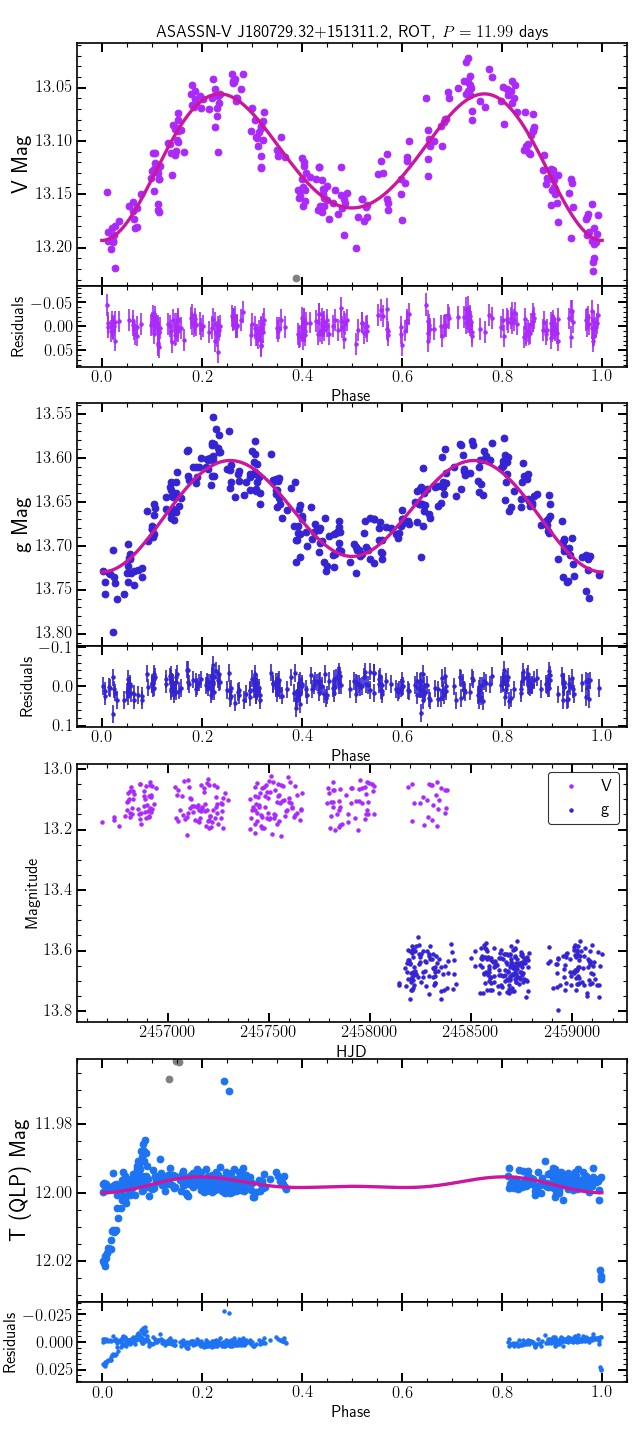 ASASSN-V J180729.32+151311.2, ROT, P = 11.99 days
V Mag
13.05
13.10
13.15
13.20
Residuals
−0.05
0.00
0.05
0.0 0.2 0.4 0.6 0.8 1.0
Phase
g Mag
13.55
13.60
13.65
13.70
13.75
13.80
Residuals
−0.1
0.0
0.1
0.0 0.2 0.4 0.6 0.8 1.0
Phase
Magnitude
13.0
13.2
13.4
13.6
13.8
V
g
2457000 2457500 2458000 2458500 2459000
HJD
T (QLP) Mag
11.98
12.00
12.02
Residuals
−0.025
0.000
0.025
0.0 0.2 0.4 0.6 0.8 1.0
Phase